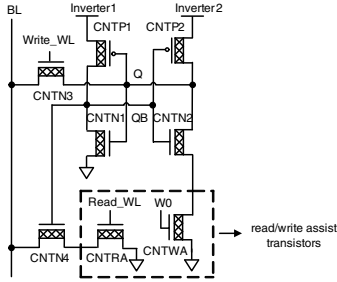 BL
Inverter1
Inverter2
CNTP1
CNTP2
Write_WL
Q
CNTN3
CNTN1
QB
CNTN2
Read_WL
W0
read/write assist
transistors
CNTN4
CNTRA
CNTWA